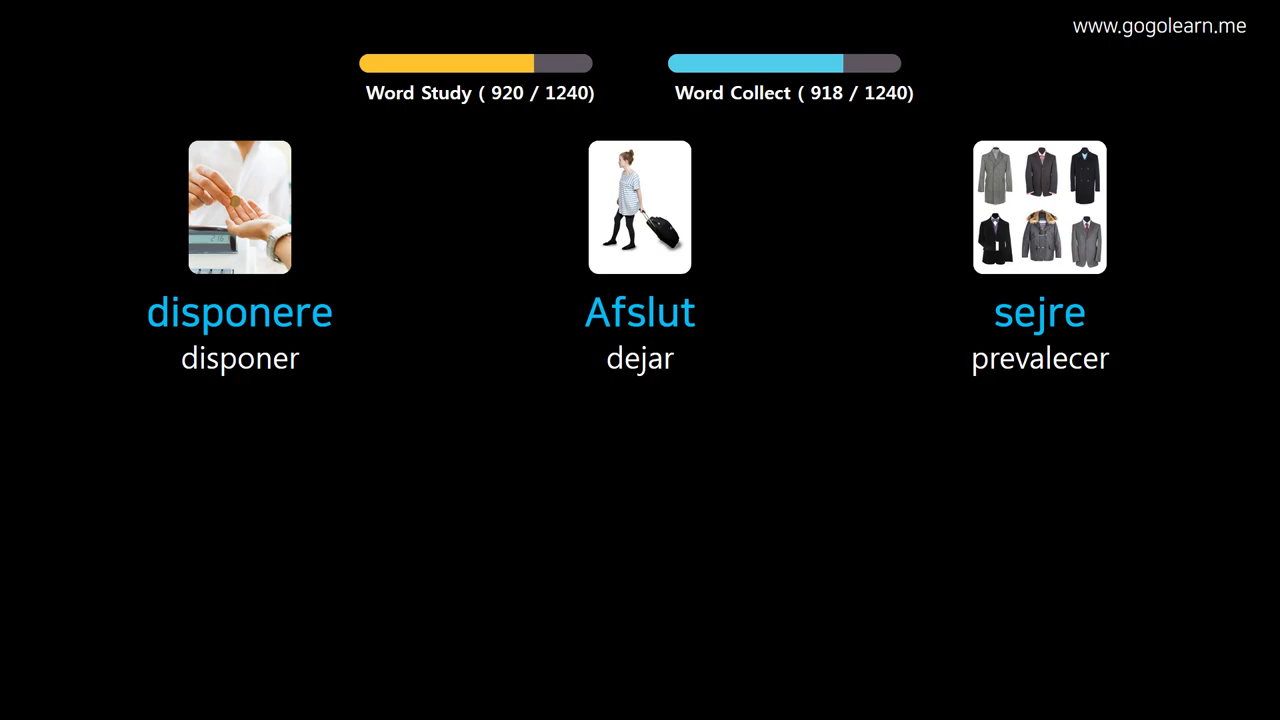 www.gogolearn.me
Word Study ( 920 / 1240)
Word Collect ( 918 / 1240)
disponere
disponer
Afslut
dejar
sejre
prevalecer